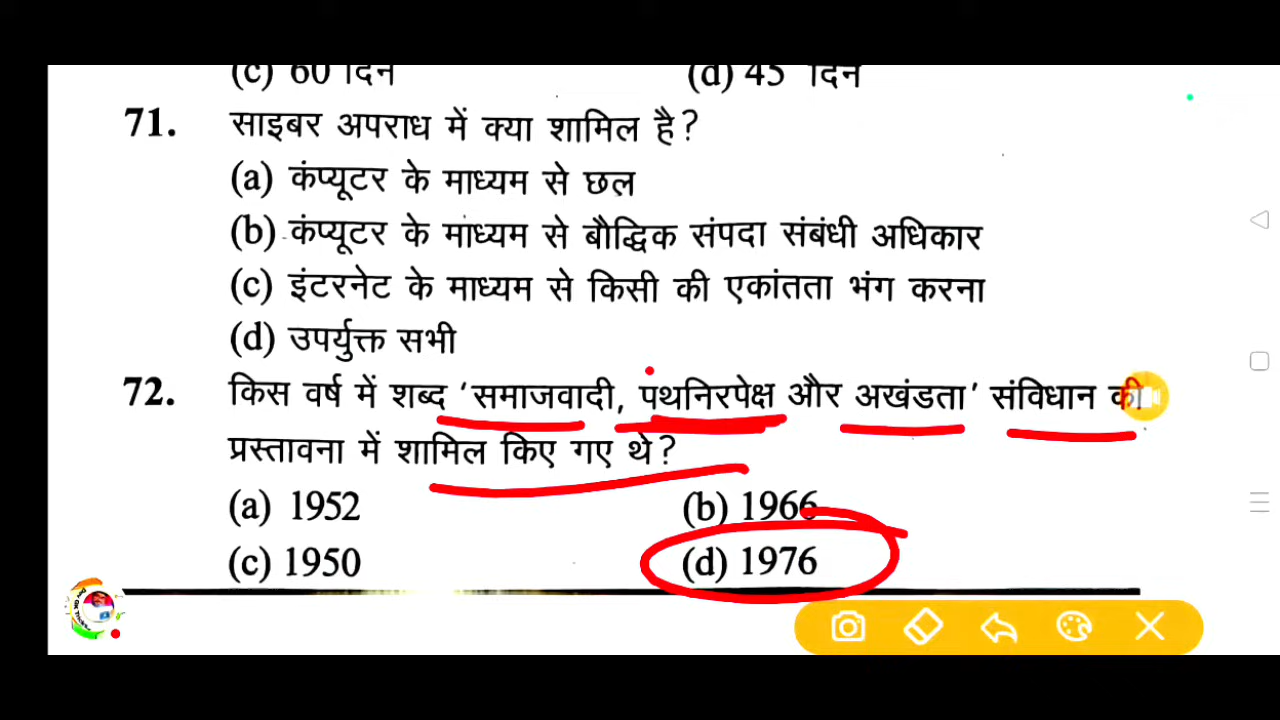 (c) 60 दिन (d) 45 दिन
71. साइबर अपराध में क्या शामिल है?
(a) कंप्यूटर के माध्यम से छल
(b) कंप्यूटर के माध्यम से बौद्धिक संपदा संबंधी अधिकार
(c) इंटरनेट के माध्यम से किसी की एकांतता भंग करना
(d) उपर्युक्त सभी
72. किस वर्ष में शब्द 'समाजवादी, पथनिरपेक्ष और अखंडता' संविधान की
प्रस्तावना में शामिल किए गए थे?
(a) 1952 (b) 1966
(c) 1950 (d) 1976